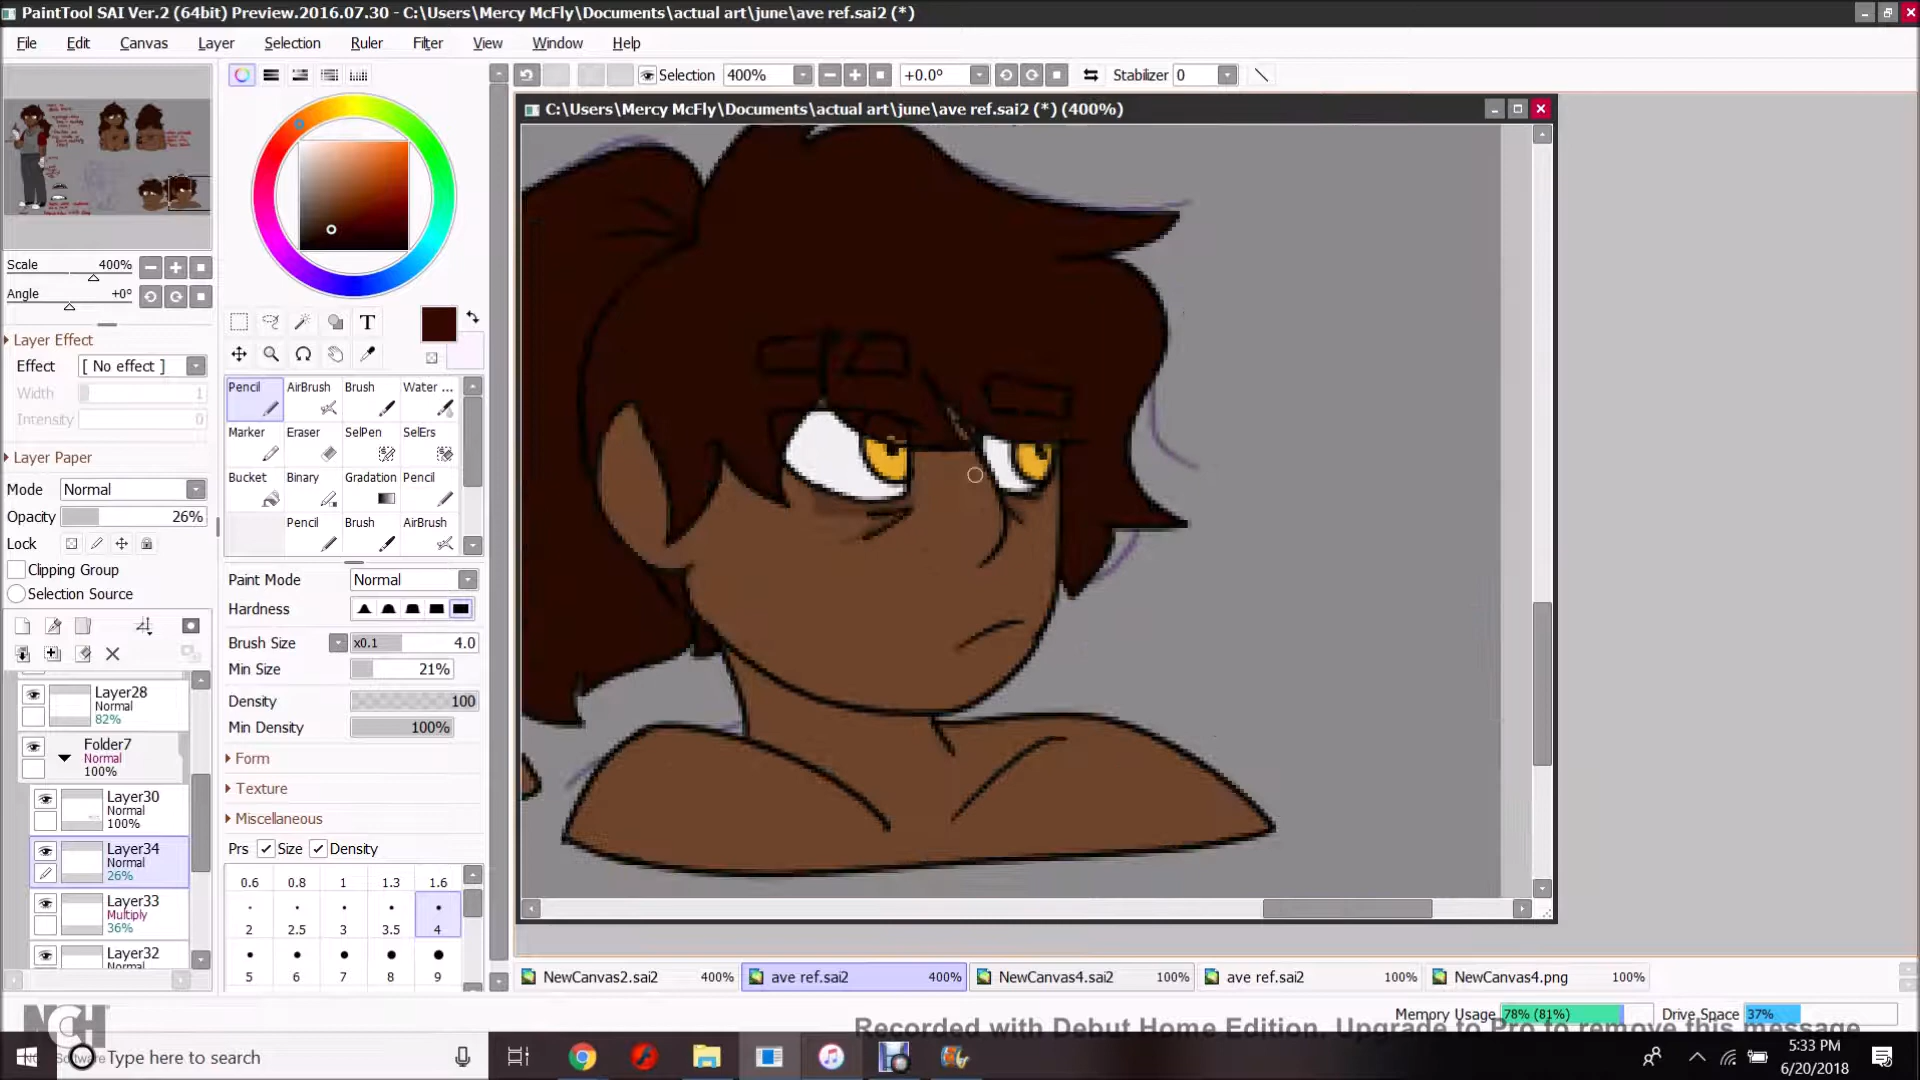 PaintTool SAI Ver.2 (64bit) Preview.2016.07.30 - C:\Users\Mercy McFly\Documents\actual art\june\ave ref.sai2 (*)
File Edit Canvas Layer Selection Ruler Filter View Window Help
Selection 400% +0.0° Stabilizer 0
C:\Users\Mercy McFly\Documents\actual art\june\ave ref.sai2 (*) (400%)
Scale 400%
Angle +0°
Layer Effect
Effect [ No effect ]
Width 1
Intensity 0
Layer Paper
Mode Normal
Opacity 26%
Lock
Clipping Group
Selection Source
Layer28
Normal
82%
Folder7
Normal
100%
Layer30
Normal
100%
Layer34
Normal
26%
Layer33
Multiply
36%
Layer32
Normal
T
Pencil AirBrush Brush Water ...
Marker Eraser SelPen SelErs
Bucket Binary Gradation Pencil
Pencil Brush AirBrush
Paint Mode Normal
Hardness
Brush Size x0.1 4.0
Min Size 21%
Density 100
Min Density 100%
Form
Texture
Miscellaneous
Prs Size Density
0.6 0.8 1 1.3 1.6
2 2.5 3 3.5 4
5 6 7 8 9
NewCanvas2.sai2 400% ave ref.sai2 400% NewCanvas4.sai2 100% ave ref.sai2 100% NewCanvas4.png 100%
Memory Usage 78% (81%) Drive Space 37%
Recorded with Debut Home Edition. Upgrade to Pro to remove this message
NCH
Software
Type here to search
5:33 PM
6/20/2018